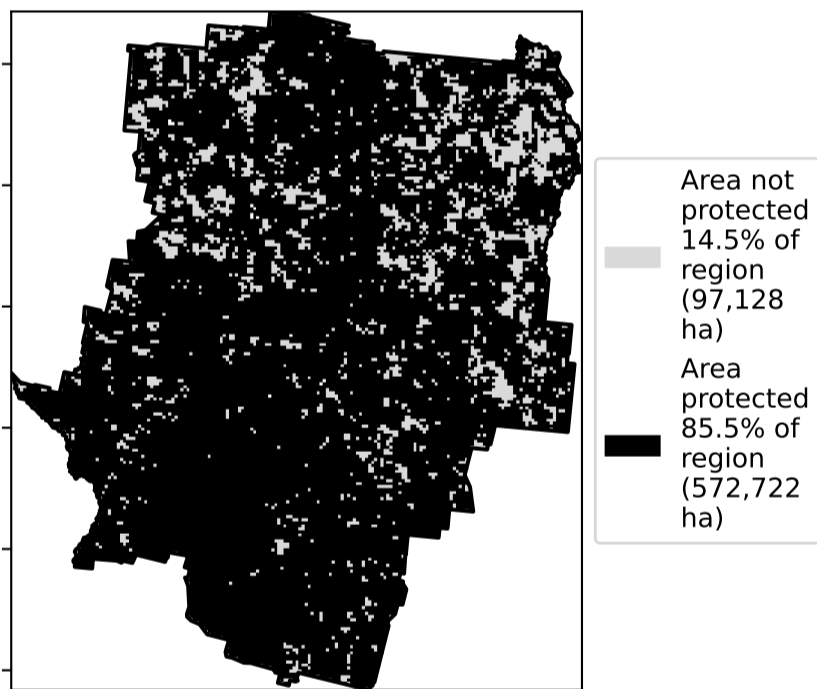 Area not
protected
14.5% of
region
(97,128
ha)
Area
protected
85.5% of
region
(572,722
ha)